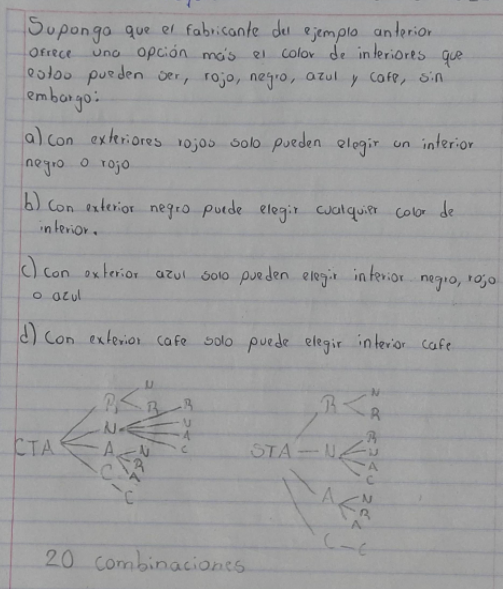 Suponga que el fabricante del ejemplo anterior
ofrece una opción más el color de interiores que
estos pueden ser, rojo, negro, azul y cafe, sin
embargo:
a) con exteriores rojos solo pueden elegir un interior
negro o rojo
b) con exterior negro puede elegir cualquier color de
interior.
c) con exterior azul solo pueden elegir interior negro, rojo
o azul
d) con exterior cafe solo puede elegir interior cafe
CTA
R
N
R
N
R
N
A
C
A
N
R
A
C
C
STA
R
N
R
N
R
N
A
C
A
N
R
A
C
C
20 combinaciones